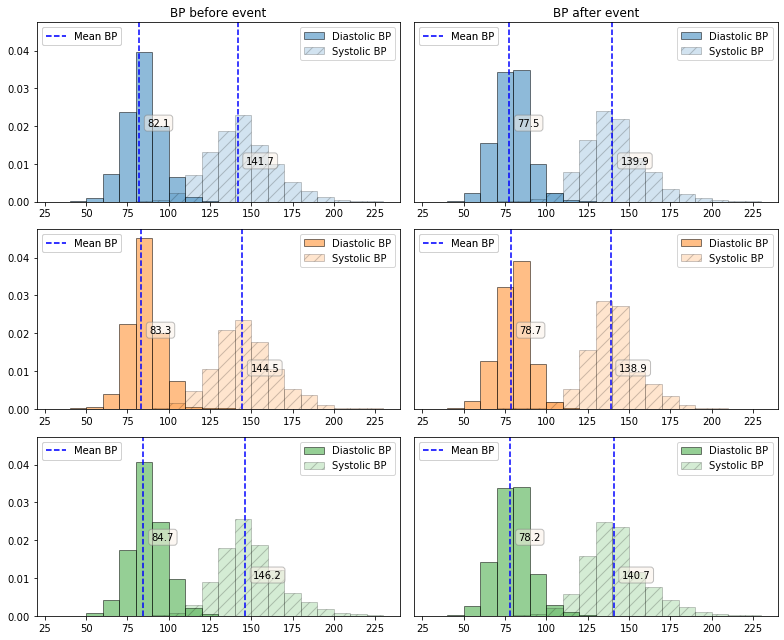 BP before event
BP after event
Mean BP
Diastolic BP
Systolic BP
Mean BP
Diastolic BP
Systolic BP
0.04
0.03
0.02
0.01
0.00
82.1
141.7
77.5
139.9
25 50 75 100 125 150 175 200 225
25 50 75 100 125 150 175 200 225
Mean BP
Diastolic BP
Systolic BP
Mean BP
Diastolic BP
Systolic BP
0.04
0.03
0.02
0.01
0.00
83.3
144.5
78.7
138.9
25 50 75 100 125 150 175 200 225
25 50 75 100 125 150 175 200 225
Mean BP
Diastolic BP
Systolic BP
Mean BP
Diastolic BP
Systolic BP
0.04
0.03
0.02
0.01
0.00
84.7
146.2
78.2
140.7
25 50 75 100 125 150 175 200 225
25 50 75 100 125 150 175 200 225